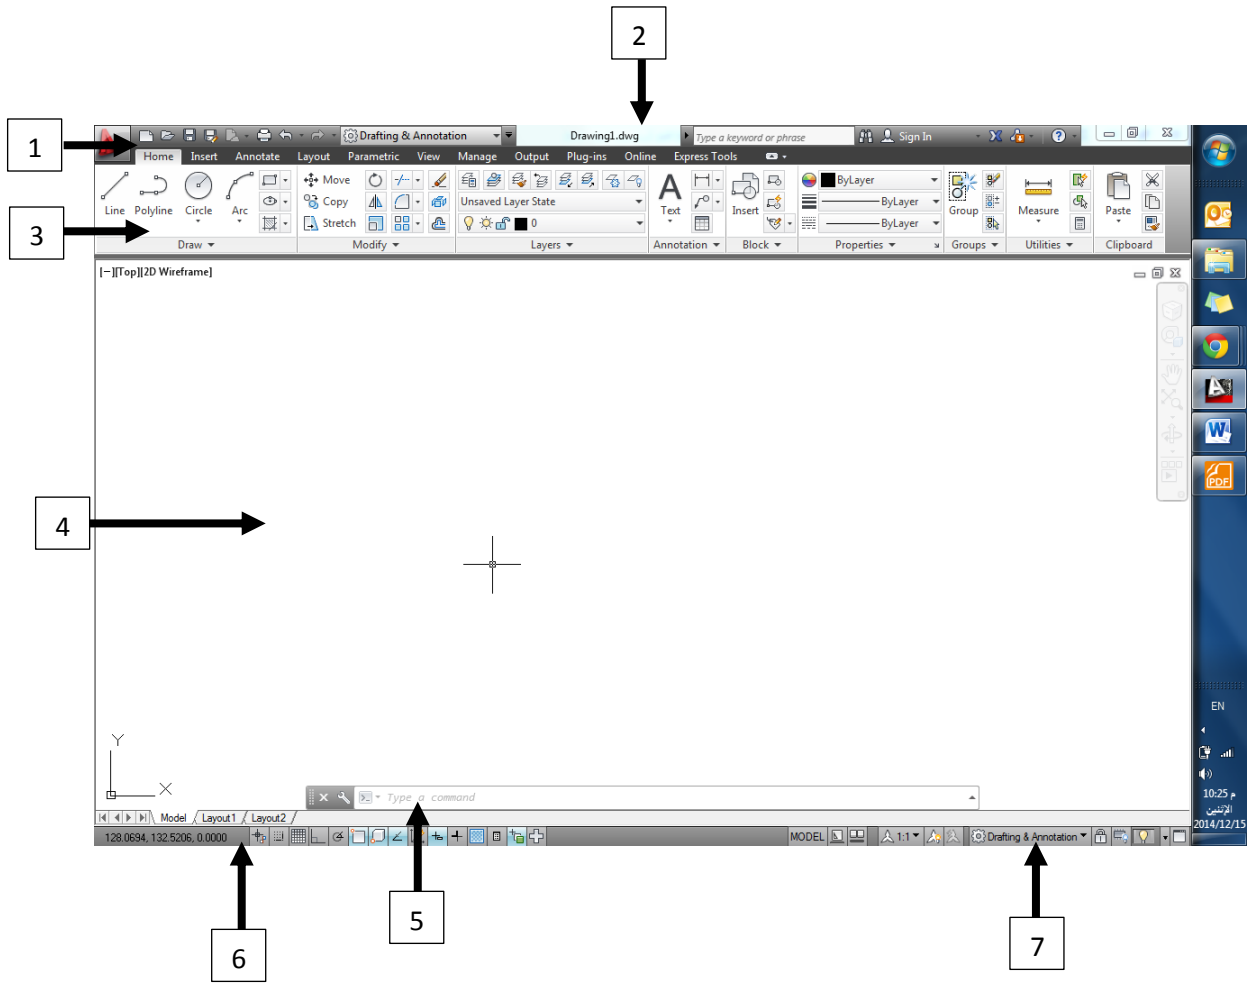 2
1
Drafting & Annotation
Drawing1.dwg
Type a keyword or phrase
Sign In
Home Insert Annotate Layout Parametric View Manage Output Plug-ins Online Express Tools
Line Polyline Circle Arc
Move
Copy
Stretch
Unsaved Layer State
0
Text
Insert
ByLayer
ByLayer
ByLayer
Group
Measure
Paste
3
Draw Modify Layers Annotation Block Properties Groups Utilities Clipboard
[−][Top][2D Wireframe]
4
Y
X
Type a command
Model Layout1 Layout2
128.0694, 132.5206, 0.0000
MODEL
1:1
Drafting & Annotation
W
PDF
EN
10:25 م
الإثنين
2014/12/15
5
6
7